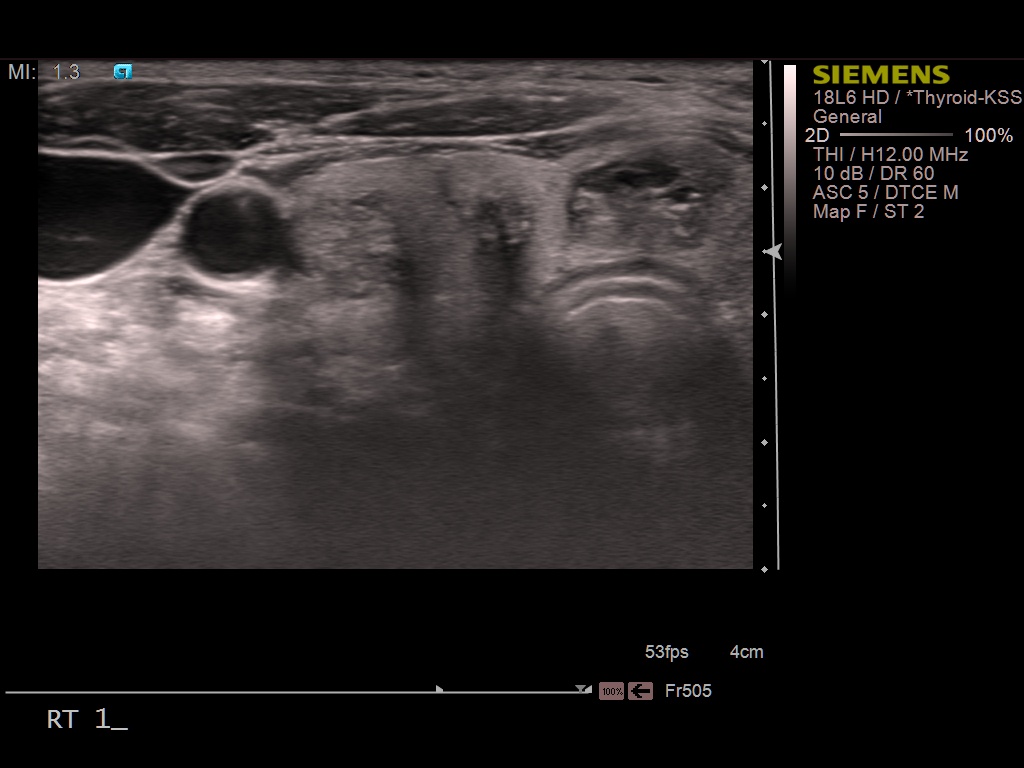 MI: 1.3
SIEMENS
18L6 HD / *Thyroid-KSS
General
2D 100%
THI / H12.00 MHz
10 dB / DR 60
ASC 5 / DTCE M
Map F / ST 2
53fps 4cm
100% Fr505
RT 1_